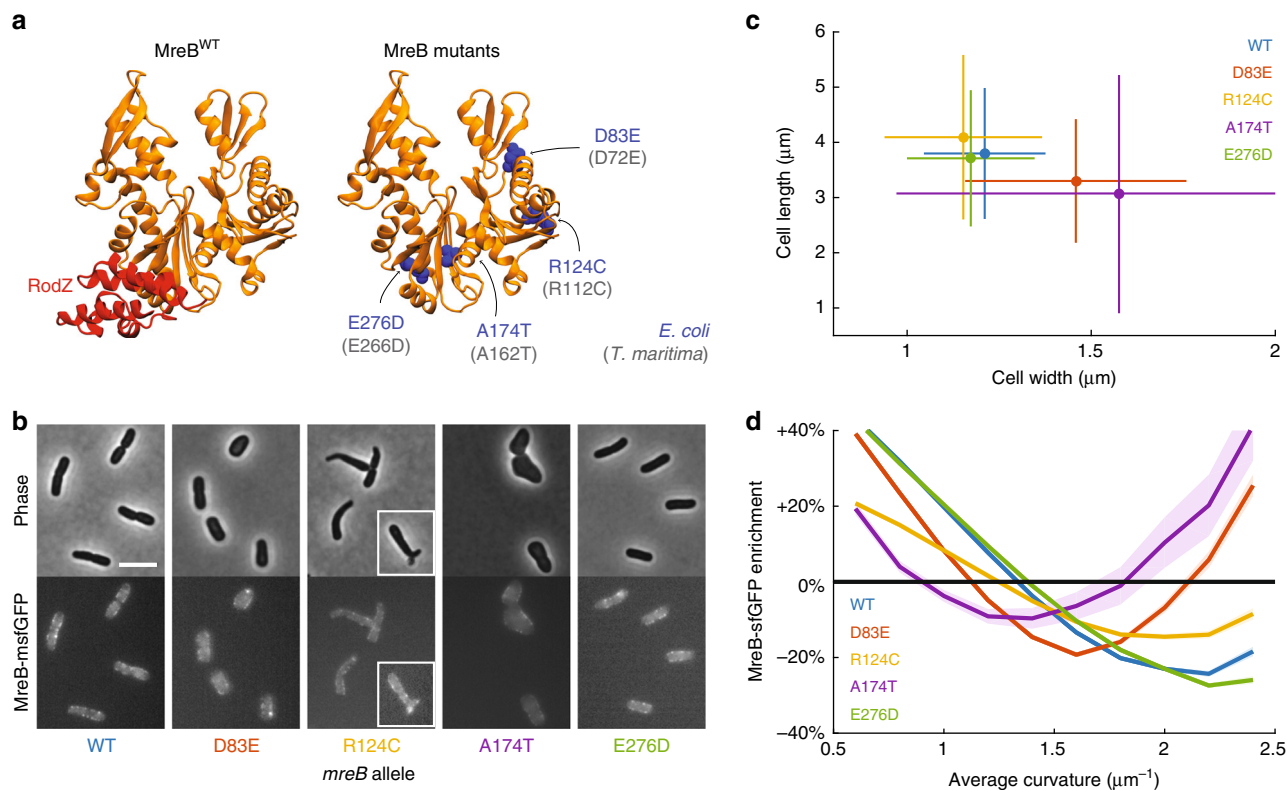 a
MreB^WT
MreB mutants
RodZ
D83E
(D72E)
R124C
(R112C)
E276D
(E266D)
A174T
(A162T)
E. coli
(T. maritima)
b
Phase
MreB-msfGFP
WT
D83E
R124C
A174T
E276D
mreB allele
c
6
5
4
3
2
1
Cell length (μm)
1
1.5
2
Cell width (μm)
WT
D83E
R124C
A174T
E276D
d
+40%
+20%
0%
−20%
−40%
MreB-sfGFP enrichment
WT
D83E
R124C
A174T
E276D
0.5
1
1.5
2
2.5
Average curvature (μm⁻¹)